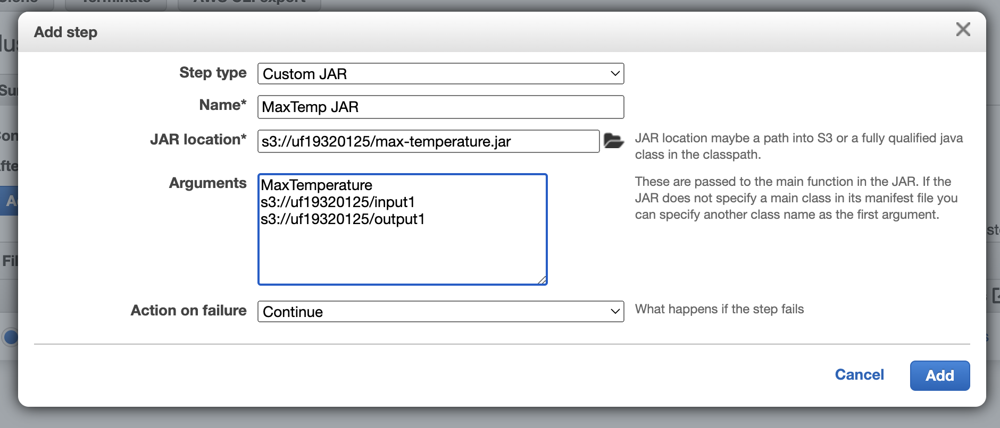 AWS CLI export
Add step
Step type
Custom JAR
Name*
MaxTemp JAR
JAR location*
s3://uf19320125/max-temperature.jar
JAR location maybe a path into S3 or a fully qualified java
class in the classpath.
Arguments
MaxTemperature
s3://uf19320125/input1
s3://uf19320125/output1
These are passed to the main function in the JAR. If the
JAR does not specify a main class in its manifest file you
can specify another class name as the first argument.
Action on failure
Continue
What happens if the step fails
Cancel
Add